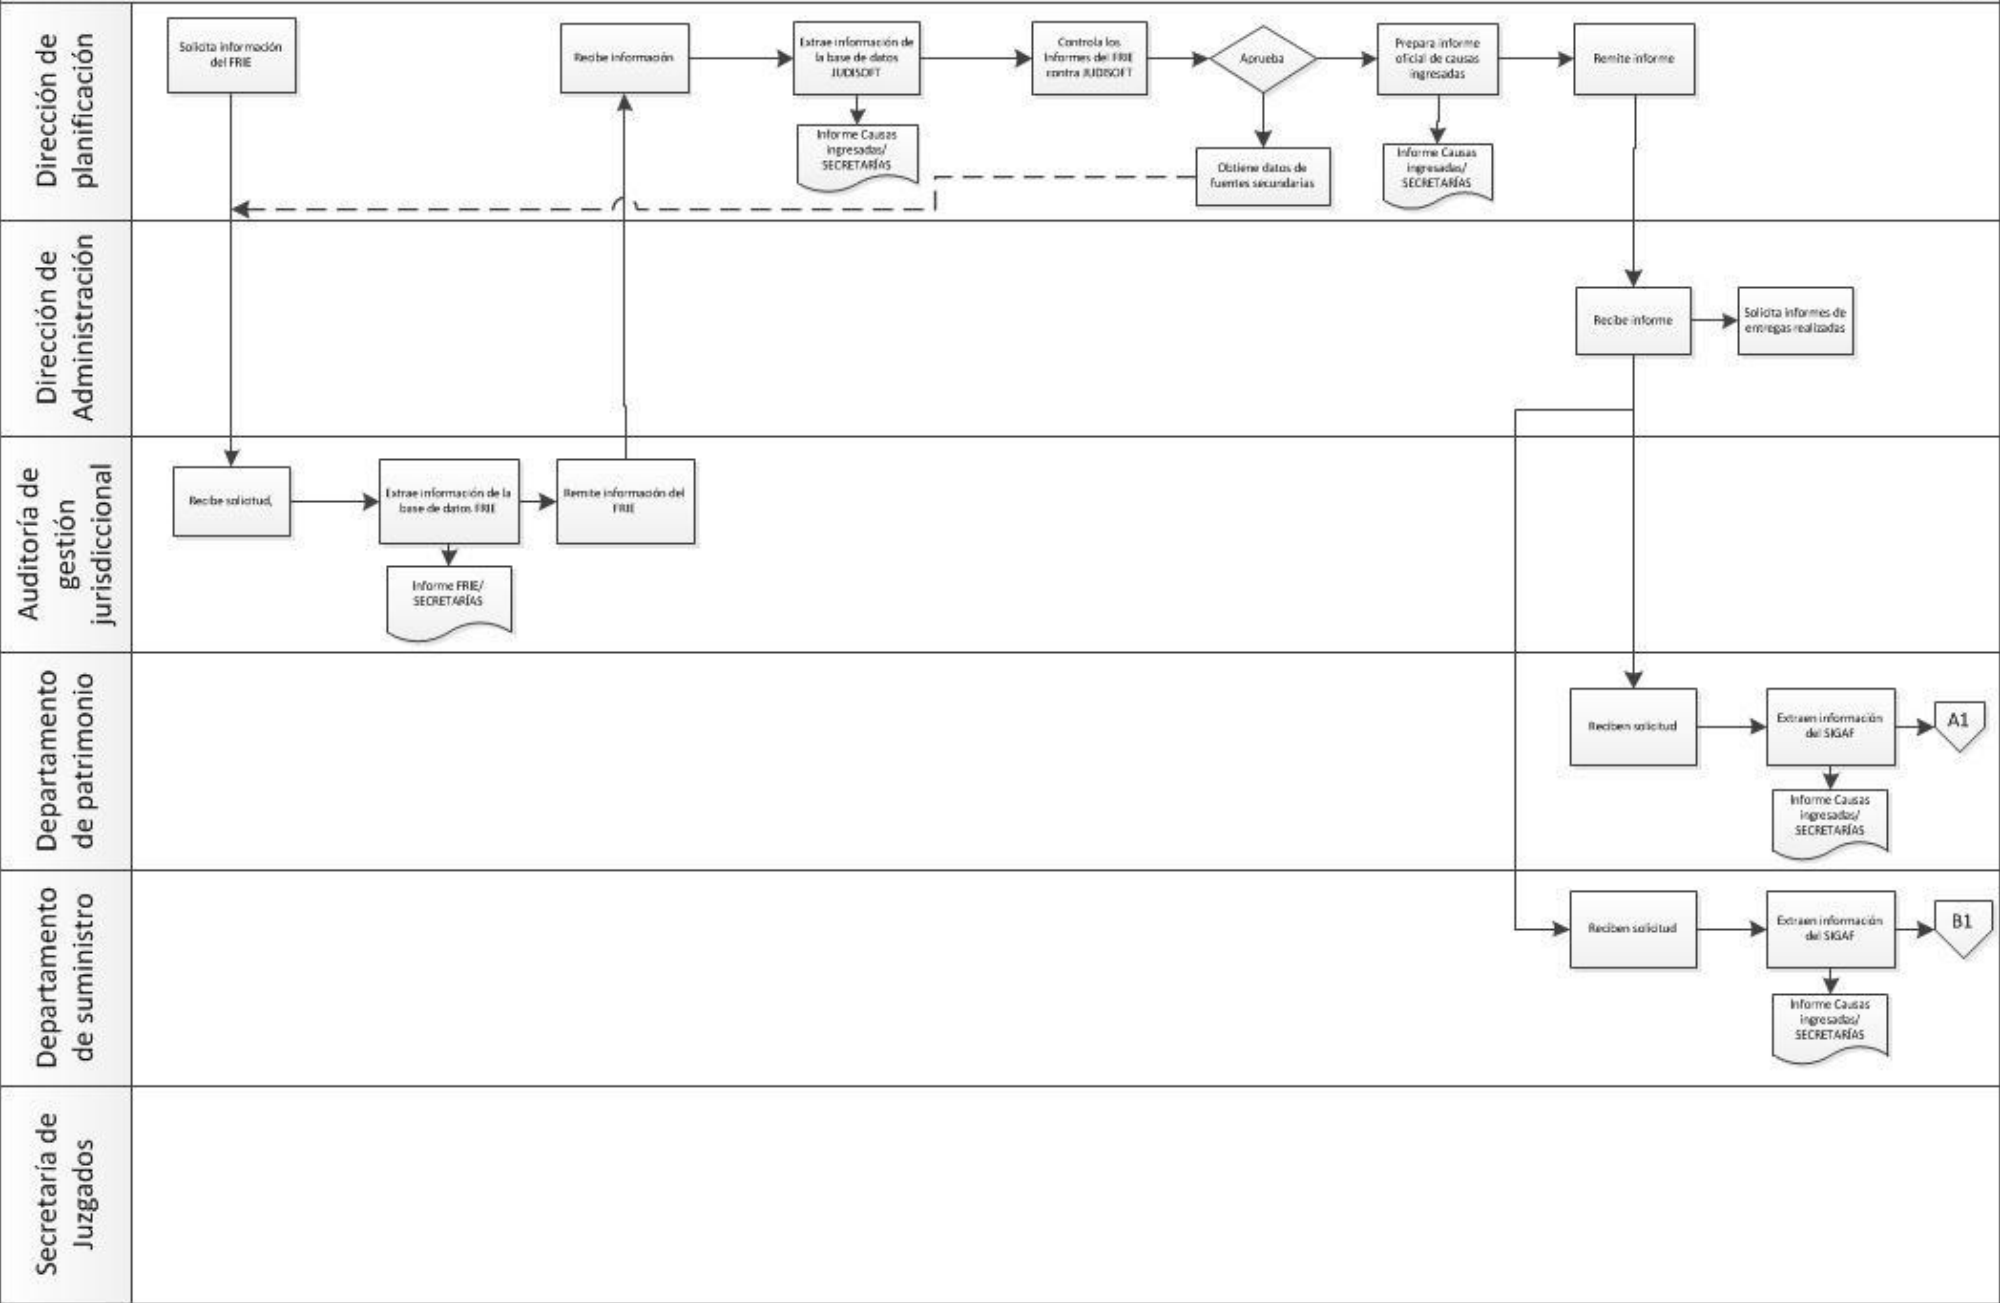 Dirección de
planificación
Solicita información
del FRIE
Recibe información
Extrae información de
la base de datos
JUDISOFT
Informe Causas
ingresadas/
SECRETARÍAS
Controla los
Informes del FRIE
contra JUDISOFT
Aprueba
Obtiene datos de
fuentes secundarias
Prepara informe
oficial de causas
ingresadas
Informe Causas
ingresadas/
SECRETARÍAS
Remite informe
Dirección de
Administración
Recibe informe
Solicita informes de
entregas realizadas
Auditoría de
gestión
jurisdiccional
Recibe solicitud,
Extrae información de la
base de datos FRIE
Informe FRIE/
SECRETARÍAS
Remite información del
FRIE
Departamento
de patrimonio
Reciben solicitud
Extraen información
del SIGAF
Informe Causas
ingresadas/
SECRETARÍAS
A1
Departamento
de suministro
Reciben solicitud
Extraen información
del SIGAF
Informe Causas
ingresadas/
SECRETARÍAS
B1
Secretaría de
Juzgados